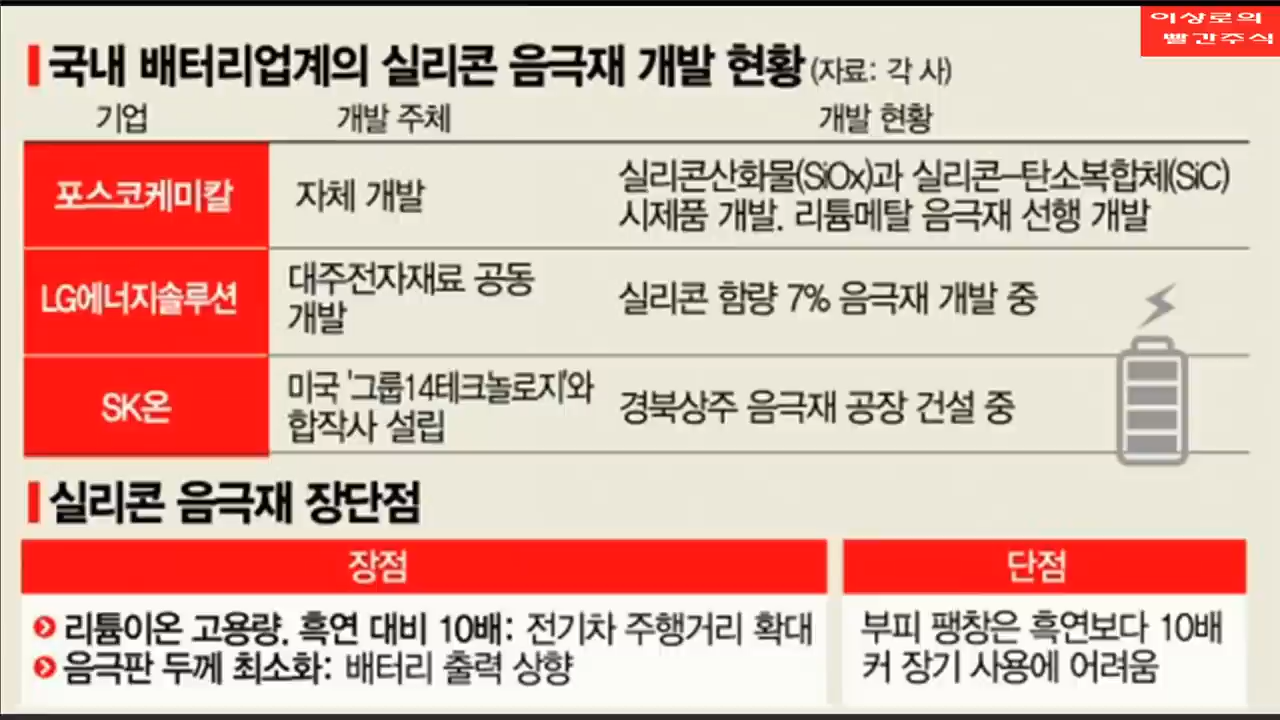 이상로의
빨간주식
국내 배터리업계의 실리콘 음극재 개발 현황 (자료: 각 사)
기업 개발 주체 개발 현황
포스코케미칼 자체 개발 실리콘산화물(SiOx)과 실리콘–탄소복합체(SiC)
시제품 개발. 리튬메탈 음극재 선행 개발
LG에너지솔루션 대주전자재료 공동
개발 실리콘 함량 7% 음극재 개발 중
SK온 미국 '그룹14테크놀로지'와
합작사 설립 경북상주 음극재 공장 건설 중
실리콘 음극재 장단점
장점 단점
리튬이온 고용량. 흑연 대비 10배: 전기차 주행거리 확대
음극판 두께 최소화: 배터리 출력 상향
부피 팽창은 흑연보다 10배
커 장기 사용에 어려움